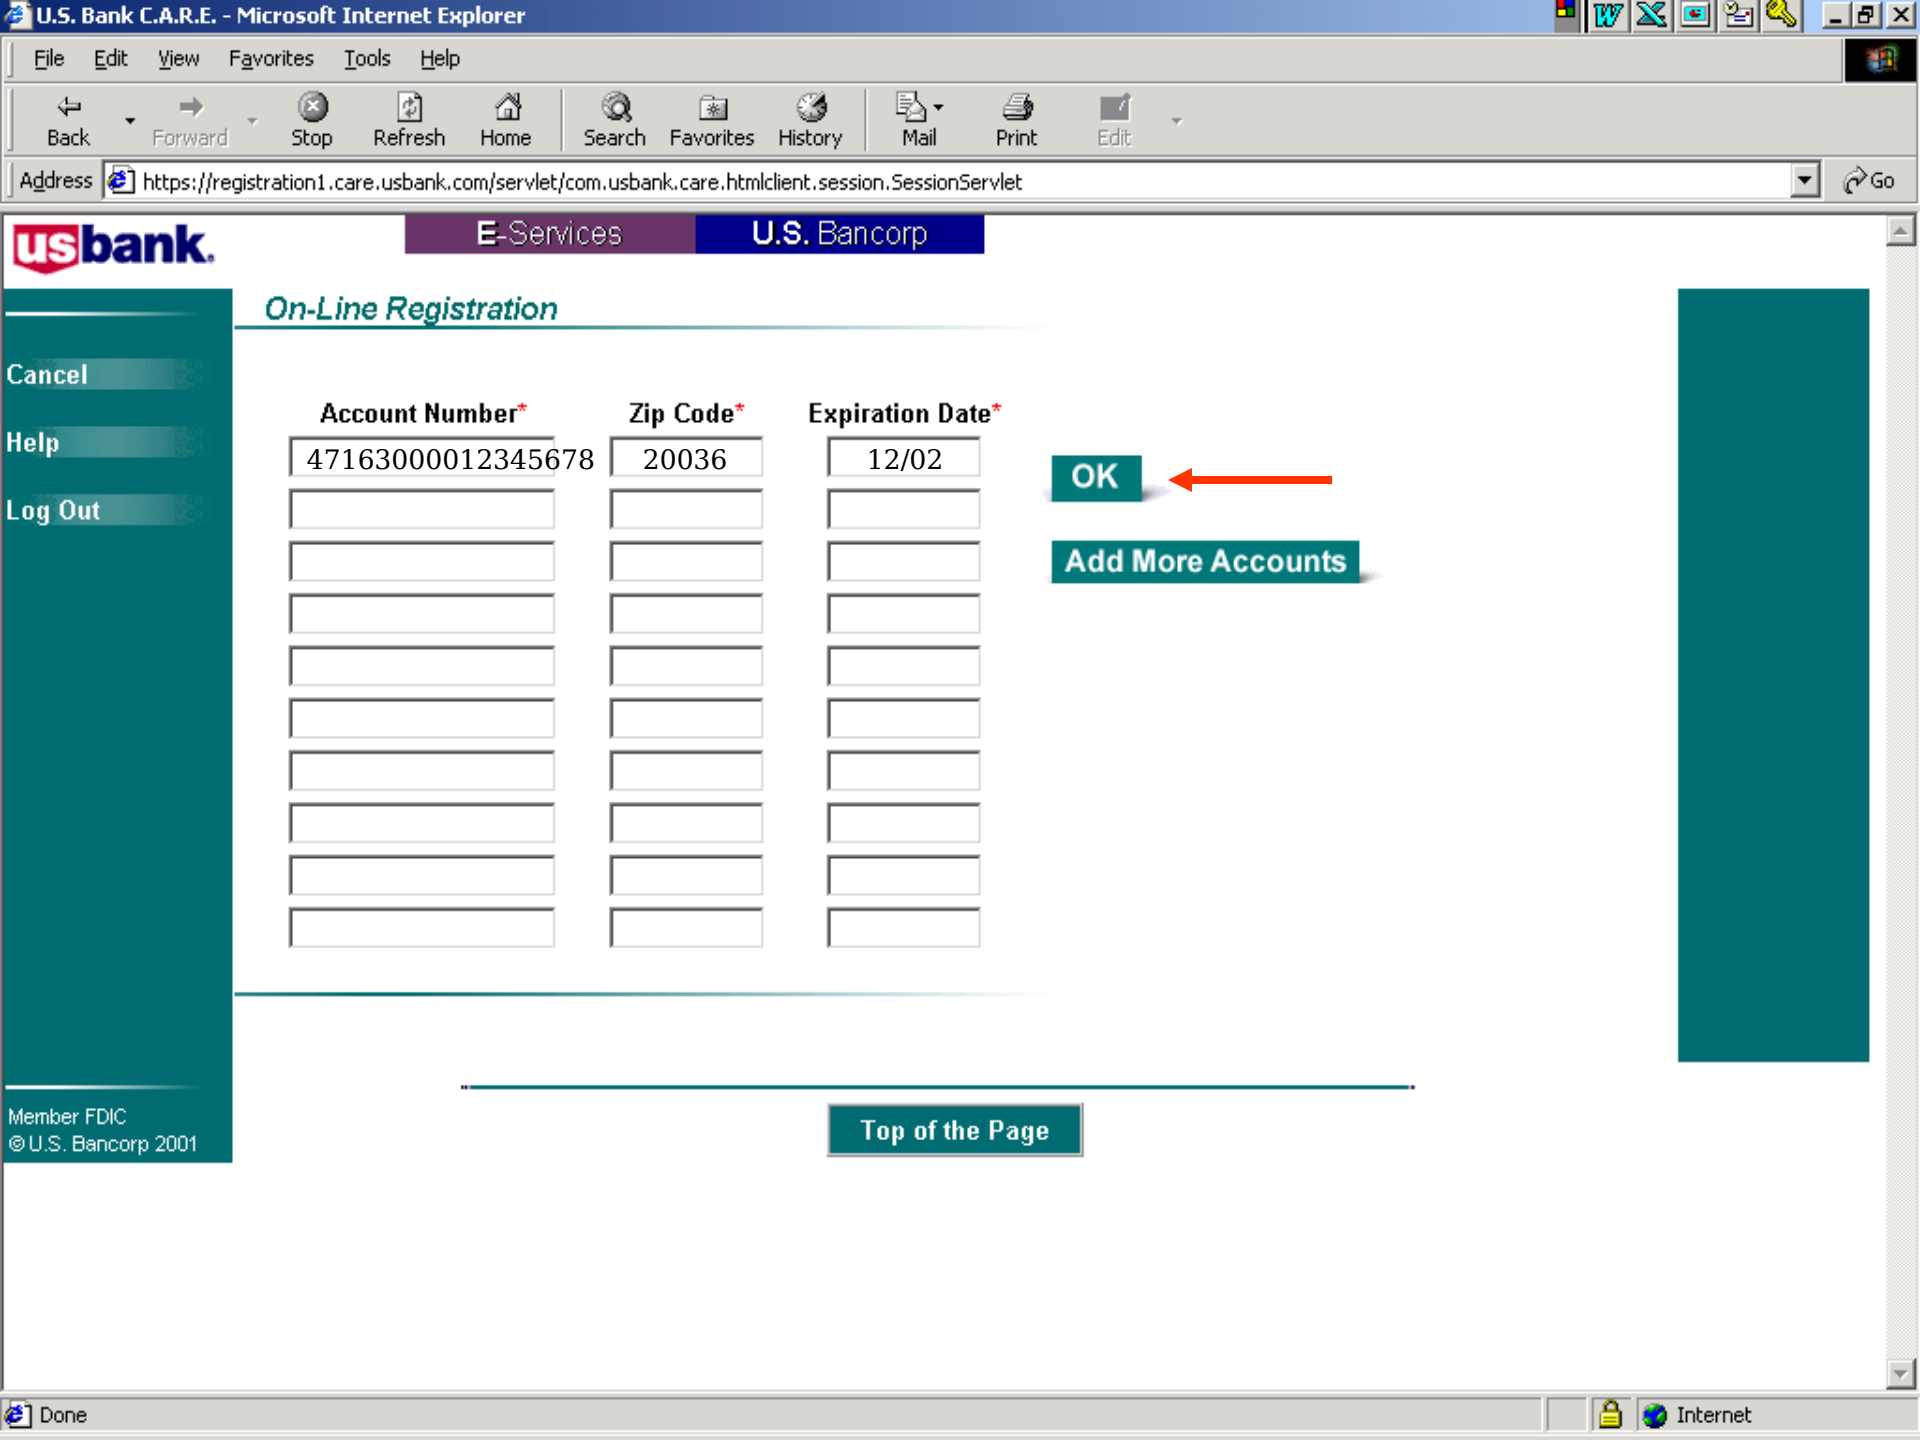 U.S. Bank C.A.R.E. - Microsoft Internet Explorer
File Edit View Favorites Tools Help
Back Forward Stop Refresh Home Search Favorites History Mail Print Edit
Address https://registration1.care.usbank.com/servlet/com.usbank.care.htmlclient.session.SessionServlet Go
usbank.
E-Services U.S. Bancorp
On-Line Registration
Cancel
Help
Log Out
Account Number* Zip Code* Expiration Date*
47163000012345678 20036 12/02
OK
Add More Accounts
Member FDIC
© U.S. Bancorp 2001
Top of the Page
Done Internet